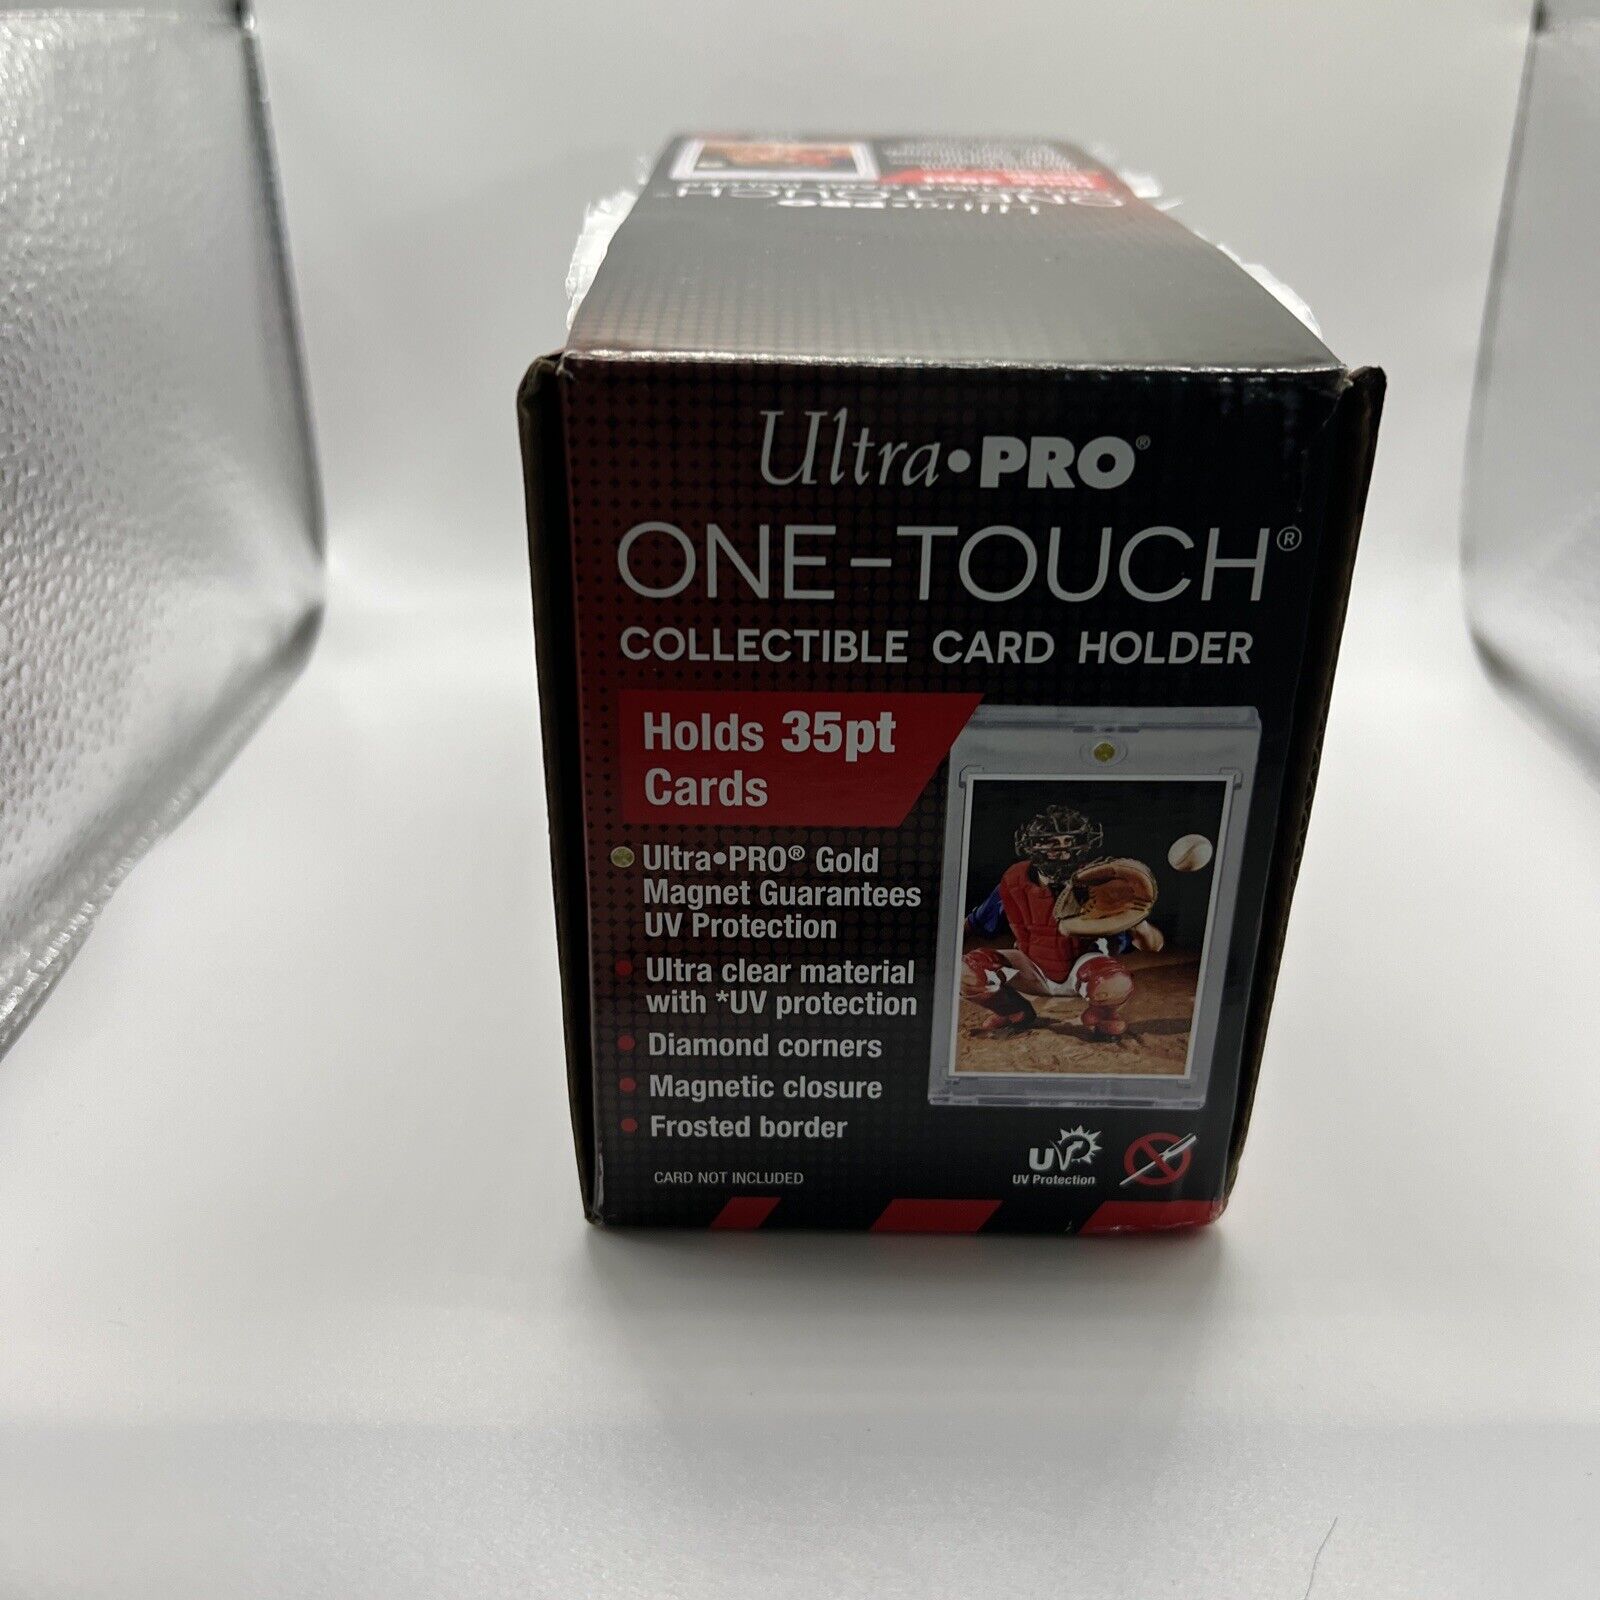 Ultra•PRO®
ONE-TOUCH®
COLLECTIBLE CARD HOLDER
Holds 35pt
Cards
Ultra•PRO® Gold
Magnet Guarantees
UV Protection
• Ultra clear material
with *UV protection
• Diamond corners
• Magnetic closure
• Frosted border
CARD NOT INCLUDED
UV
UV Protection